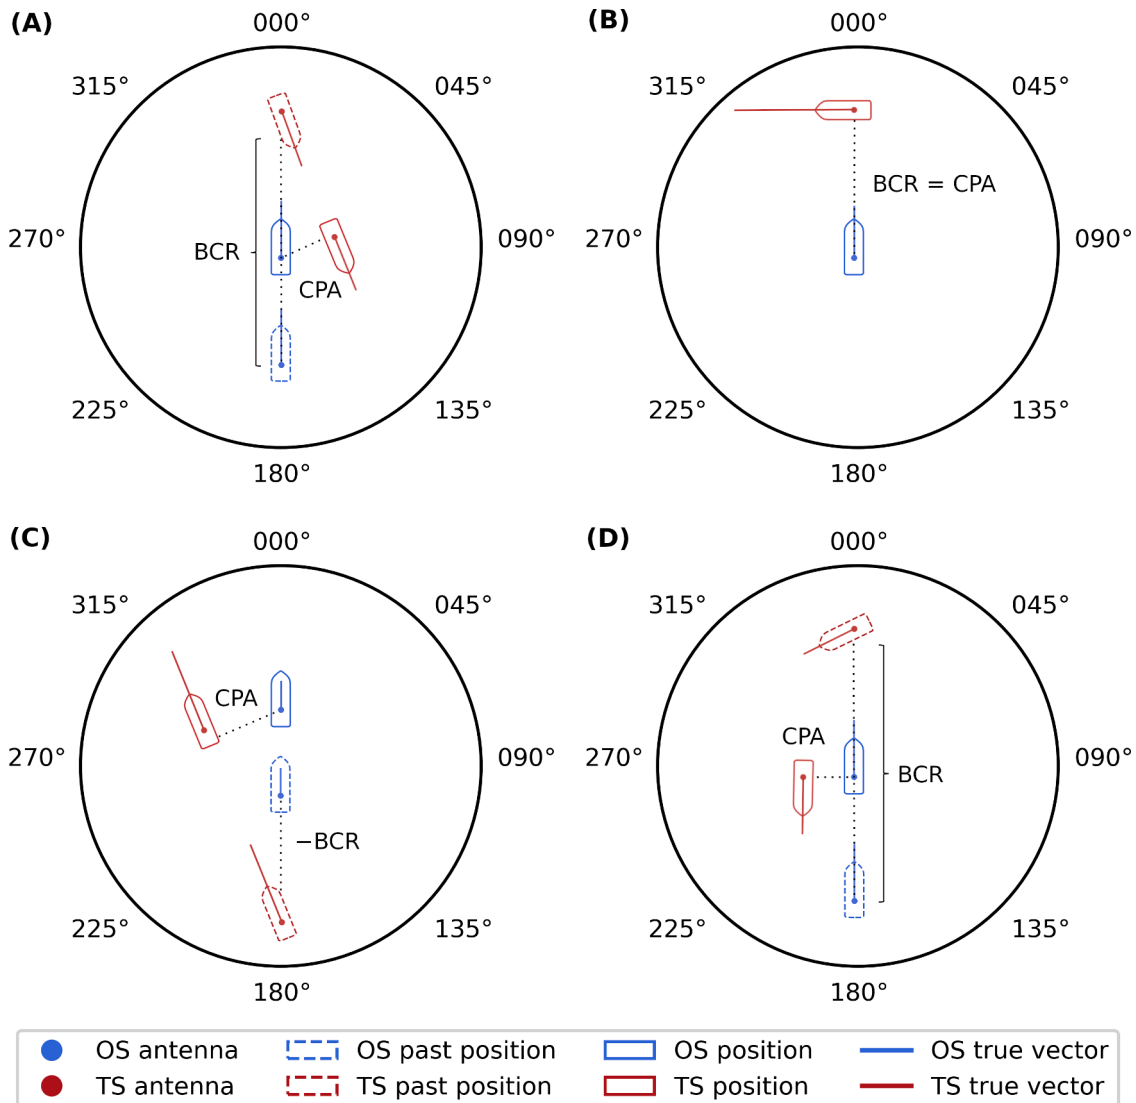 (A)
000°
315°
045°
270°
BCR
CPA
090°
225°
135°
180°
(B)
000°
315°
045°
BCR = CPA
270°
090°
225°
135°
180°
(C)
000°
315°
045°
CPA
270°
090°
−BCR
225°
135°
180°
(D)
000°
315°
045°
CPA
270°
090°
BCR
225°
135°
180°
OS antenna
OS past position
OS position
OS true vector
TS antenna
TS past position
TS position
TS true vector